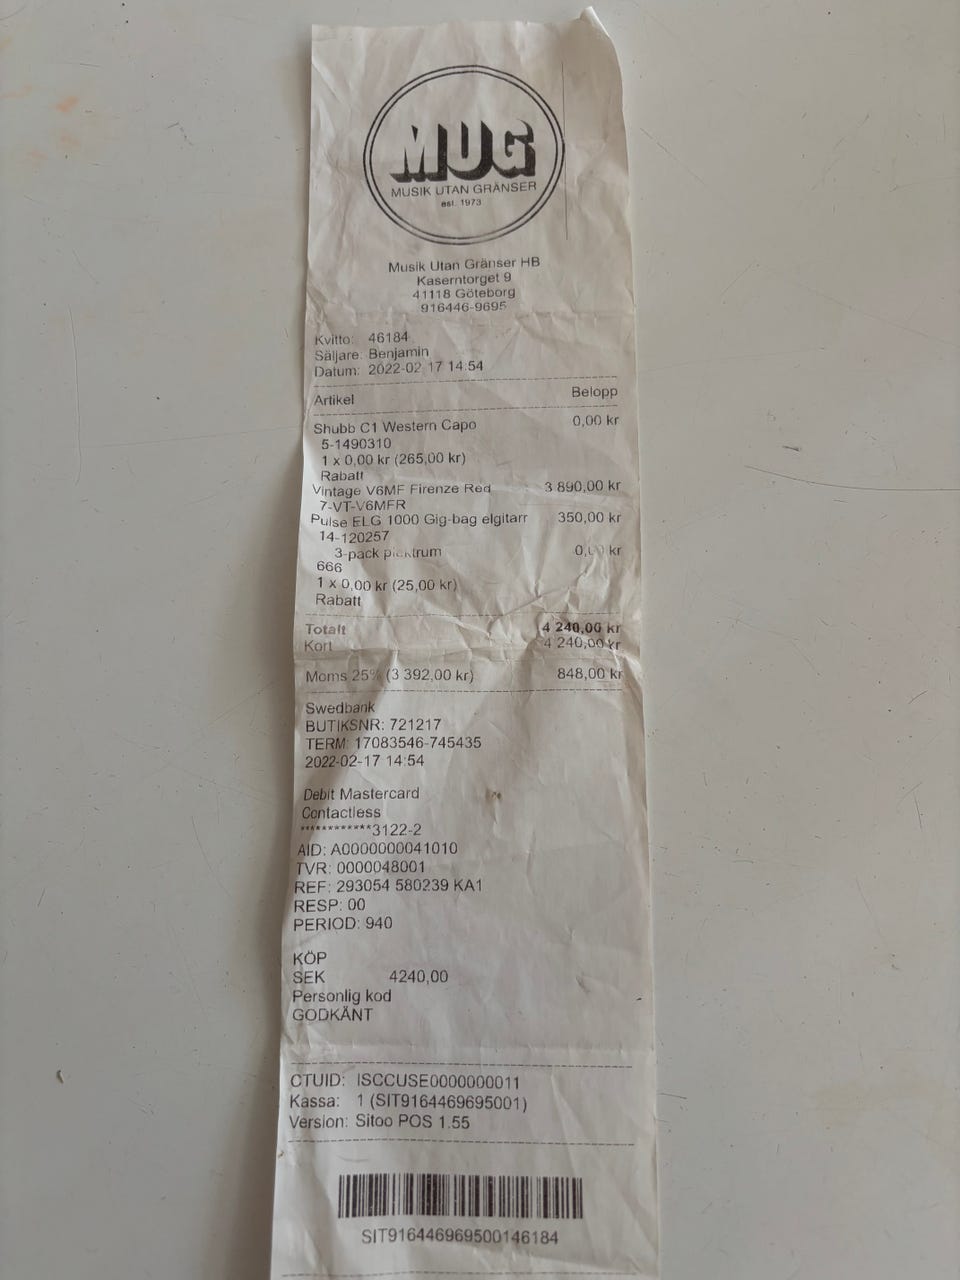 MUG
MUSIK UTAN GRÄNSER
est. 1973
Musik Utan Gränser HB
Kaserntorget 9
41118 Göteborg
916446-9695
Kvitto: 46184
Säljare: Benjamin
Datum: 2022-02 17 14:54
Artikel Belopp
Shubb C1 Western Capo 0,00 kr
5-1490310
1 x 0,00 kr (265,00 kr)
Rabatt
Vintage V6MF Firenze Red 3 890,00 kr
7-VT-V6MFR
Pulse ELG 1000 Gig-bag elgitarr 350,00 kr
14-120257
3-pack plektrum 0,00 kr
666
1 x 0,00 kr (25,00 kr)
Rabatt
Totalt 4 240,00 kr
Kort 4 240,00 kr
Moms 25% (3 392,00 kr) 848,00 kr
Swedbank
BUTIKSNR: 721217
TERM: 17083546-745435
2022-02-17 14:54
Debit Mastercard
Contactless
************3122-2
AID: A0000000041010
TVR: 0000048001
REF: 293054 580239 KA1
RESP: 00
PERIOD: 940
KÖP
SEK 4240,00
Personlig kod
GODKÄNT
CTUID: ISCCUSE0000000011
Kassa: 1 (SIT9164469695001)
Version: Sitoo POS 1.55
SIT916446969500146184